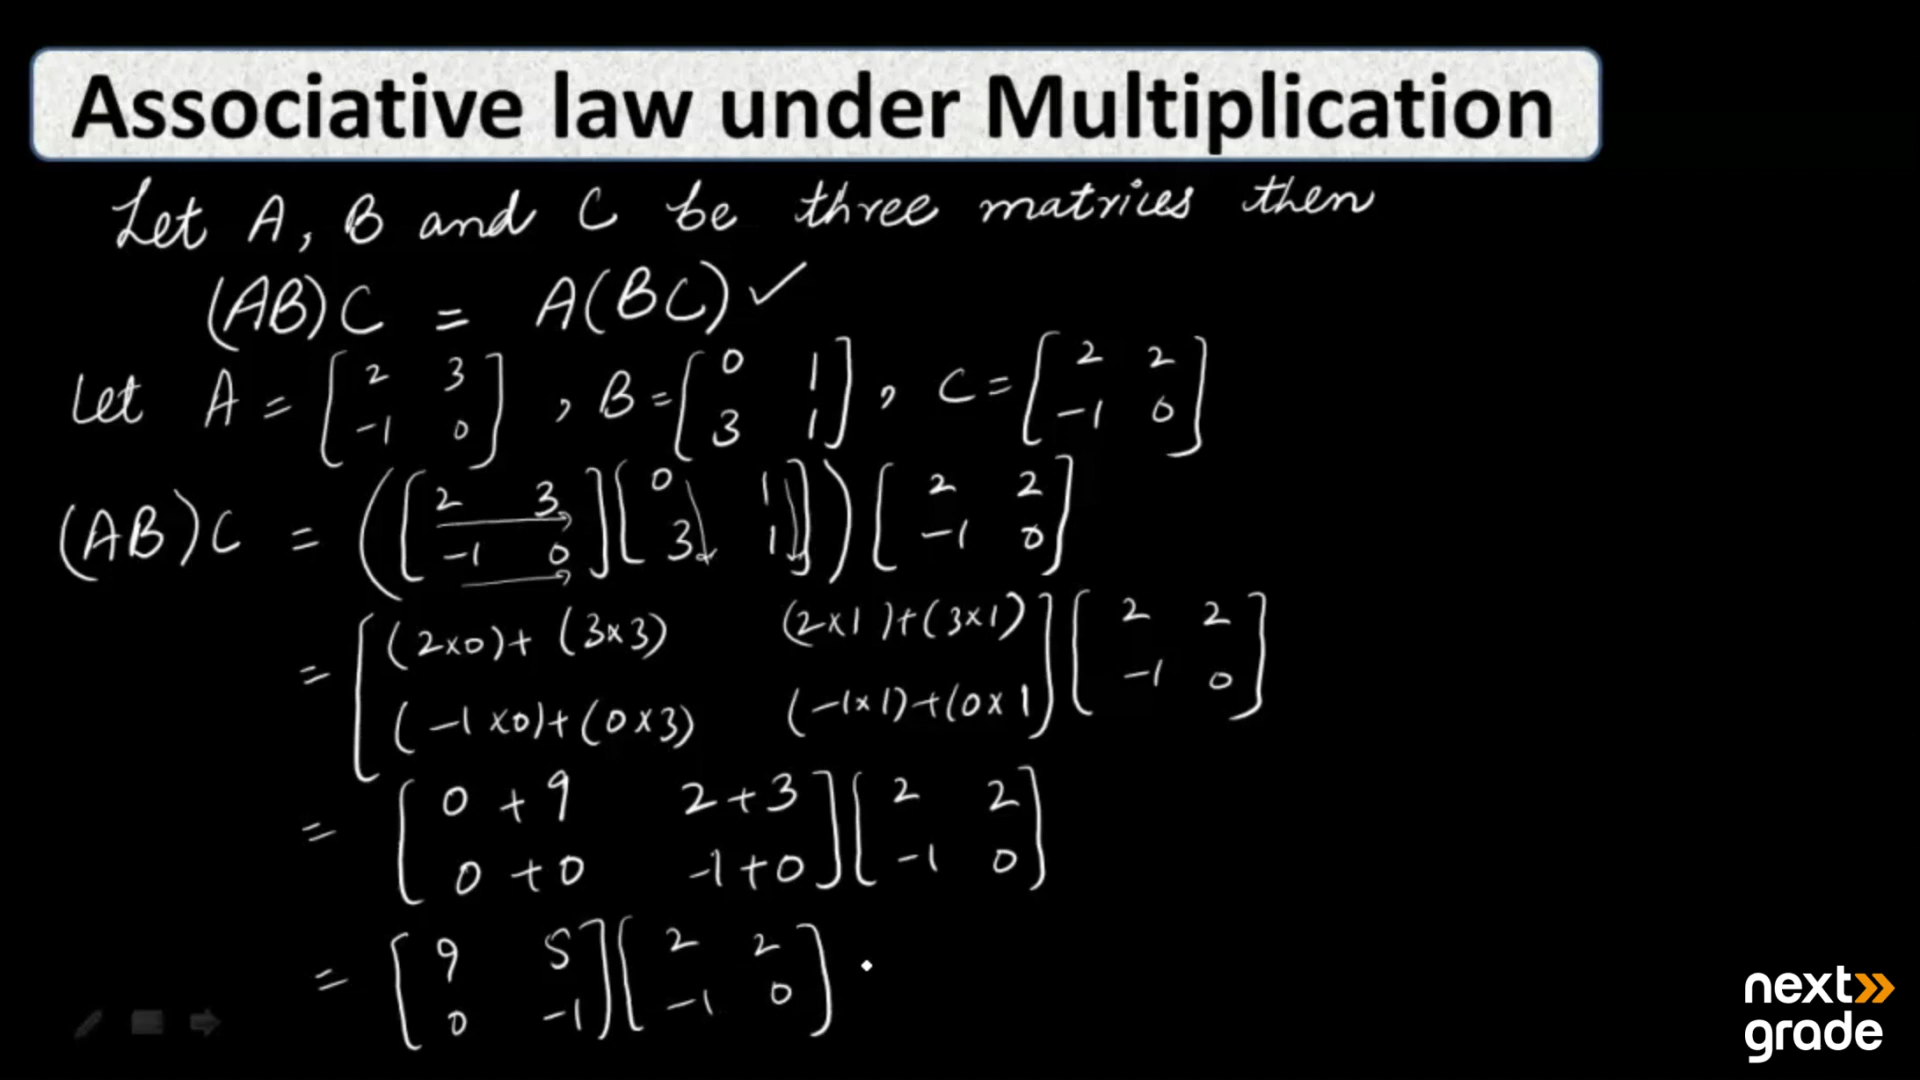 Associative law under Multiplication
Let A, B and C be three matrices then
(AB)C = A(BC) ✓
Let A = [2 3; -1 0], B = [0 1; 3 1], C = [2 2; -1 0]
(AB)C = ([2 3; -1 0][0 1; 3 1])[2 2; -1 0]
= [(2×0)+(3×3) (2×1)+(3×1); (-1×0)+(0×3) (-1×1)+(0×1][2 2; -1 0]
= [0+9 2+3; 0+0 -1+0][2 2; -1 0]
= [9 5; 0 -1][2 2; -1 0]
next»
grade